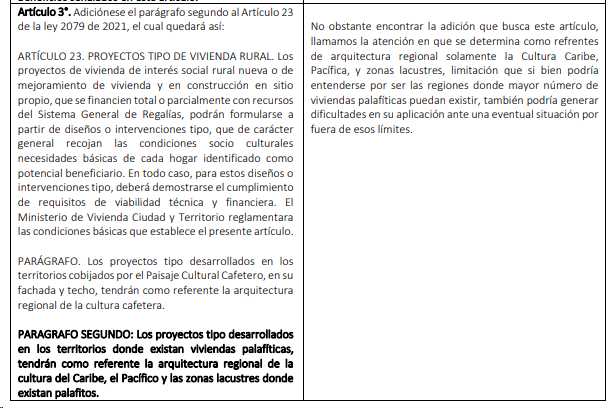 Artículo 3°. Adiciónese el parágrafo segundo al Artículo 23
de la ley 2079 de 2021, el cual quedará así:
ARTÍCULO 23. PROYECTOS TIPO DE VIVIENDA RURAL. Los
proyectos de vivienda de interés social rural nueva o de
mejoramiento de vivienda y en construcción en sitio
propio, que se financien total o parcialmente con recursos
del Sistema General de Regalías, podrán formularse a
partir de diseños o intervenciones tipo, que de carácter
general recojan las condiciones socio culturales
necesidades básicas de cada hogar identificado como
potencial beneficiario. En todo caso, para estos diseños o
intervenciones tipo, deberá demostrarse el cumplimiento
de requisitos de viabilidad técnica y financiera. El
Ministerio de Vivienda Ciudad y Territorio reglamentara
las condiciones básicas que establece el presente artículo.
PARÁGRAFO. Los proyectos tipo desarrollados en los
territorios cobijados por el Paisaje Cultural Cafetero, en su
fachada y techo, tendrán como referente la arquitectura
regional de la cultura cafetera.
PARAGRAFO SEGUNDO: Los proyectos tipo desarrollados
en los territorios donde existan viviendas palafíticas,
tendrán como referente la arquitectura regional de la
cultura del Caribe, el Pacífico y las zonas lacustres donde
existan palafitos.
No obstante encontrar la adición que busca este artículo,
llamamos la atención en que se determina como refrentes
de arquitectura regional solamente la Cultura Caribe,
Pacífica, y zonas lacustres, limitación que si bien podría
entenderse por ser las regiones donde mayor número de
viviendas palafíticas puedan existir, también podría generar
dificultades en su aplicación ante una eventual situación por
fuera de esos límites.